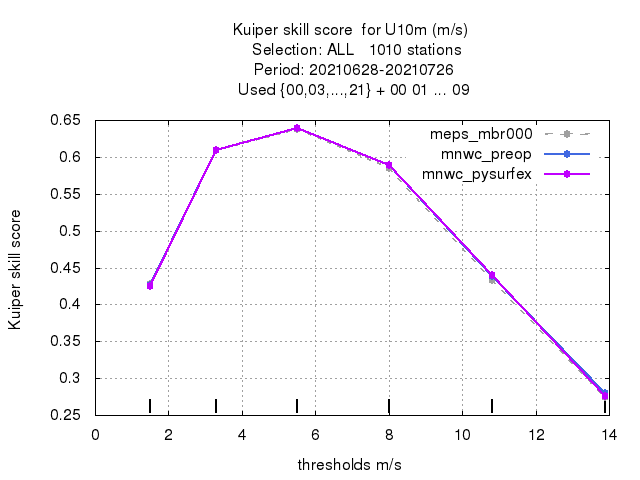 Kuiper skill score  for U10m (m/s)
Selection: ALL   1010 stations
Period: 20210628-20210726
Used {00,03,...,21} + 00 01 ... 09
meps_mbr000
mnwc_preop
mnwc_pysurfex
Kuiper skill score
0.65
0.6
0.55
0.5
0.45
0.4
0.35
0.3
0.25
0 2 4 6 8 10 12 14
thresholds m/s